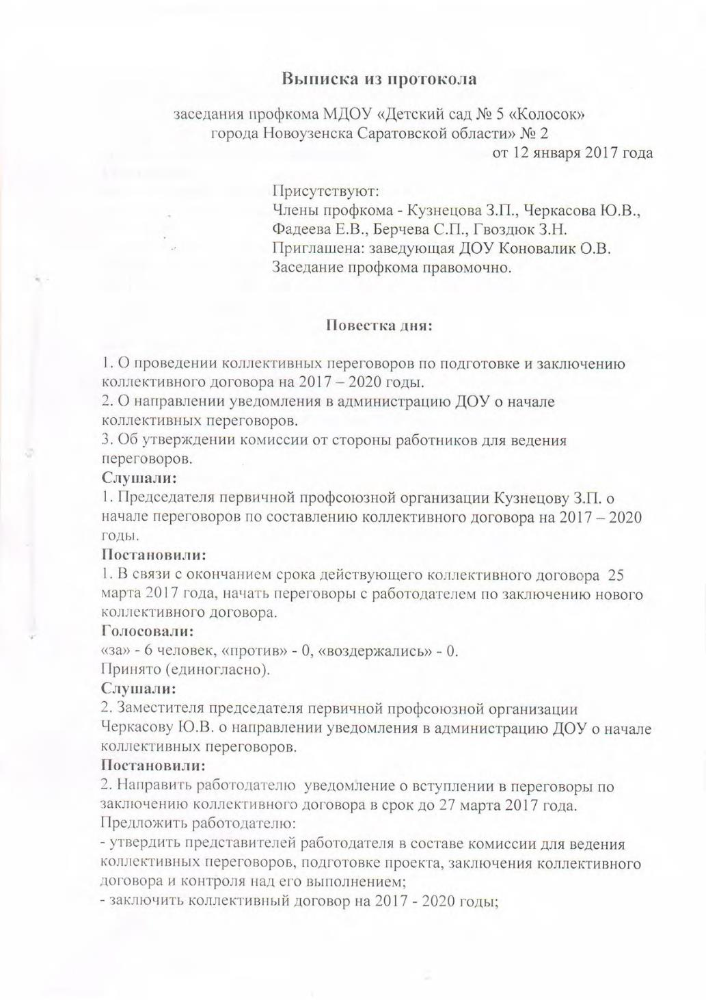 Выписка из протокола
заседания профкома МДОУ «Детский сад № 5 «Колосок»
города Новоузенска Саратовской области» № 2
от 12 января 2017 года
Присутствуют:
Члены профкома - Кузнецова З.П., Черкасова Ю.В.,
Фадеева Е.В., Берчева С.П., Гвоздюк З.Н.
Приглашена: заведующая ДОУ Коновалик О.В.
Заседание профкома правомочно.
Повестка дня:
1. О проведении коллективных переговоров по подготовке и заключению
коллективного договора на 2017 – 2020 годы.
2. О направлении уведомления в администрацию ДОУ о начале
коллективных переговоров.
3. Об утверждении комиссии от стороны работников для ведения
переговоров.
Слушали:
1. Председателя первичной профсоюзной организации Кузнецову З.П. о
начале переговоров по составлению коллективного договора на 2017 – 2020
годы.
Постановили:
1. В связи с окончанием срока действующего коллективного договора 25
марта 2017 года, начать переговоры с работодателем по заключению нового
коллективного договора.
Голосовали:
«за» - 6 человек, «против» - 0, «воздержались» - 0.
Принято (единогласно).
Слушали:
2. Заместителя председателя первичной профсоюзной организации
Черкасову Ю.В. о направлении уведомления в администрацию ДОУ о начале
коллективных переговоров.
Постановили:
2. Направить работодателю уведомление о вступлении в переговоры по
заключению коллективного договора в срок до 27 марта 2017 года.
Предложить работодателю:
- утвердить представителей работодателя в составе комиссии для ведения
коллективных переговоров, подготовке проекта, заключения коллективного
договора и контроля над его выполнением;
- заключить коллективный договор на 2017 - 2020 годы;